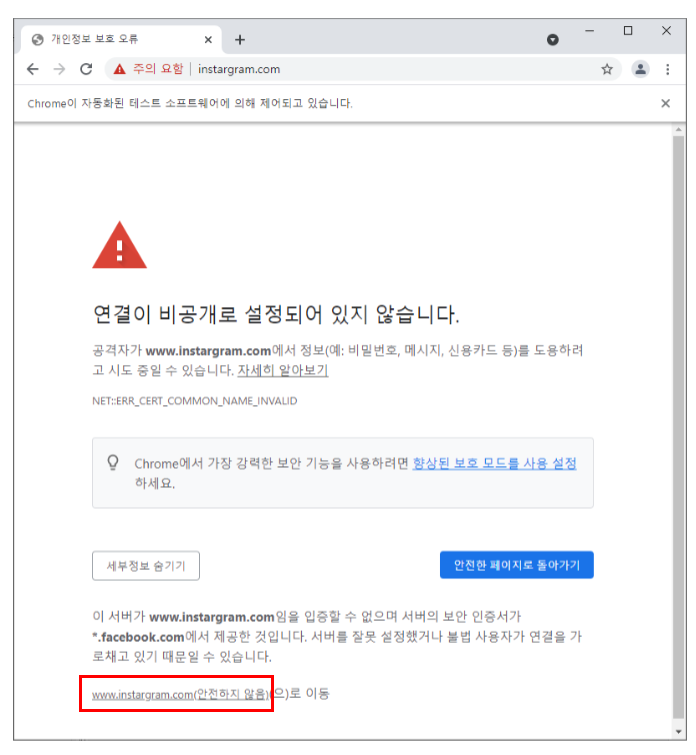 개인정보 보호 오류
주의 요함 | instargram.com
Chrome이 자동화된 테스트 소프트웨어에 의해 제어되고 있습니다.
연결이 비공개로 설정되어 있지 않습니다.
공격자가 www.instargram.com에서 정보(예: 비밀번호, 메시지, 신용카드 등)를 도용하려
고 시도 중일 수 있습니다. 자세히 알아보기
NET::ERR_CERT_COMMON_NAME_INVALID
Chrome에서 가장 강력한 보안 기능을 사용하려면 향상된 보호 모드를 사용 설정
하세요.
세부정보 숨기기
안전한 페이지로 돌아가기
이 서버가 www.instargram.com임을 입증할 수 없으며 서버의 보안 인증서가
*.facebook.com에서 제공한 것입니다. 서버를 잘못 설정했거나 불법 사용자가 연결을 가
로채고 있기 때문일 수 있습니다.
www.instargram.com(안전하지 않음)(으)로 이동